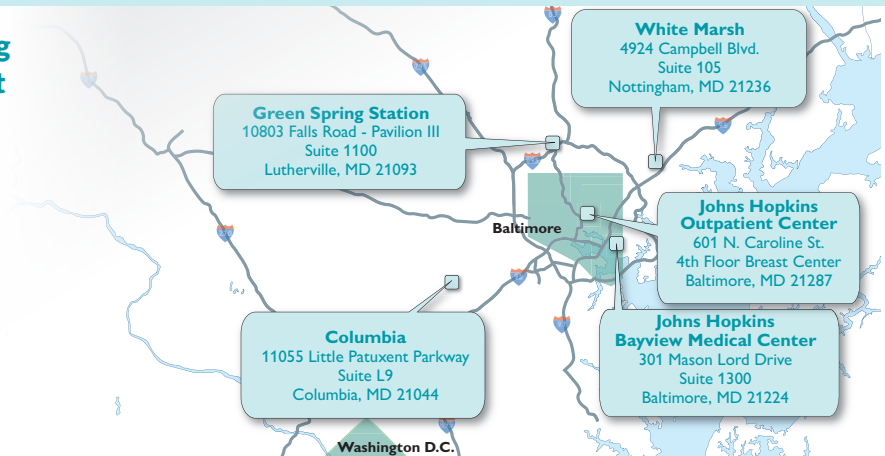 g
t
White Marsh
4924 Campbell Blvd.
Suite 105
Nottingham, MD 21236
Green Spring Station
10803 Falls Road - Pavilion III
Suite 1100
Lutherville, MD 21093
Baltimore
Johns Hopkins
Outpatient Center
601 N. Caroline St.
4th Floor Breast Center
Baltimore, MD 21287
Columbia
11055 Little Patuxent Parkway
Suite L9
Columbia, MD 21044
Johns Hopkins
Bayview Medical Center
301 Mason Lord Drive
Suite 1300
Baltimore, MD 21224
Washington D.C.